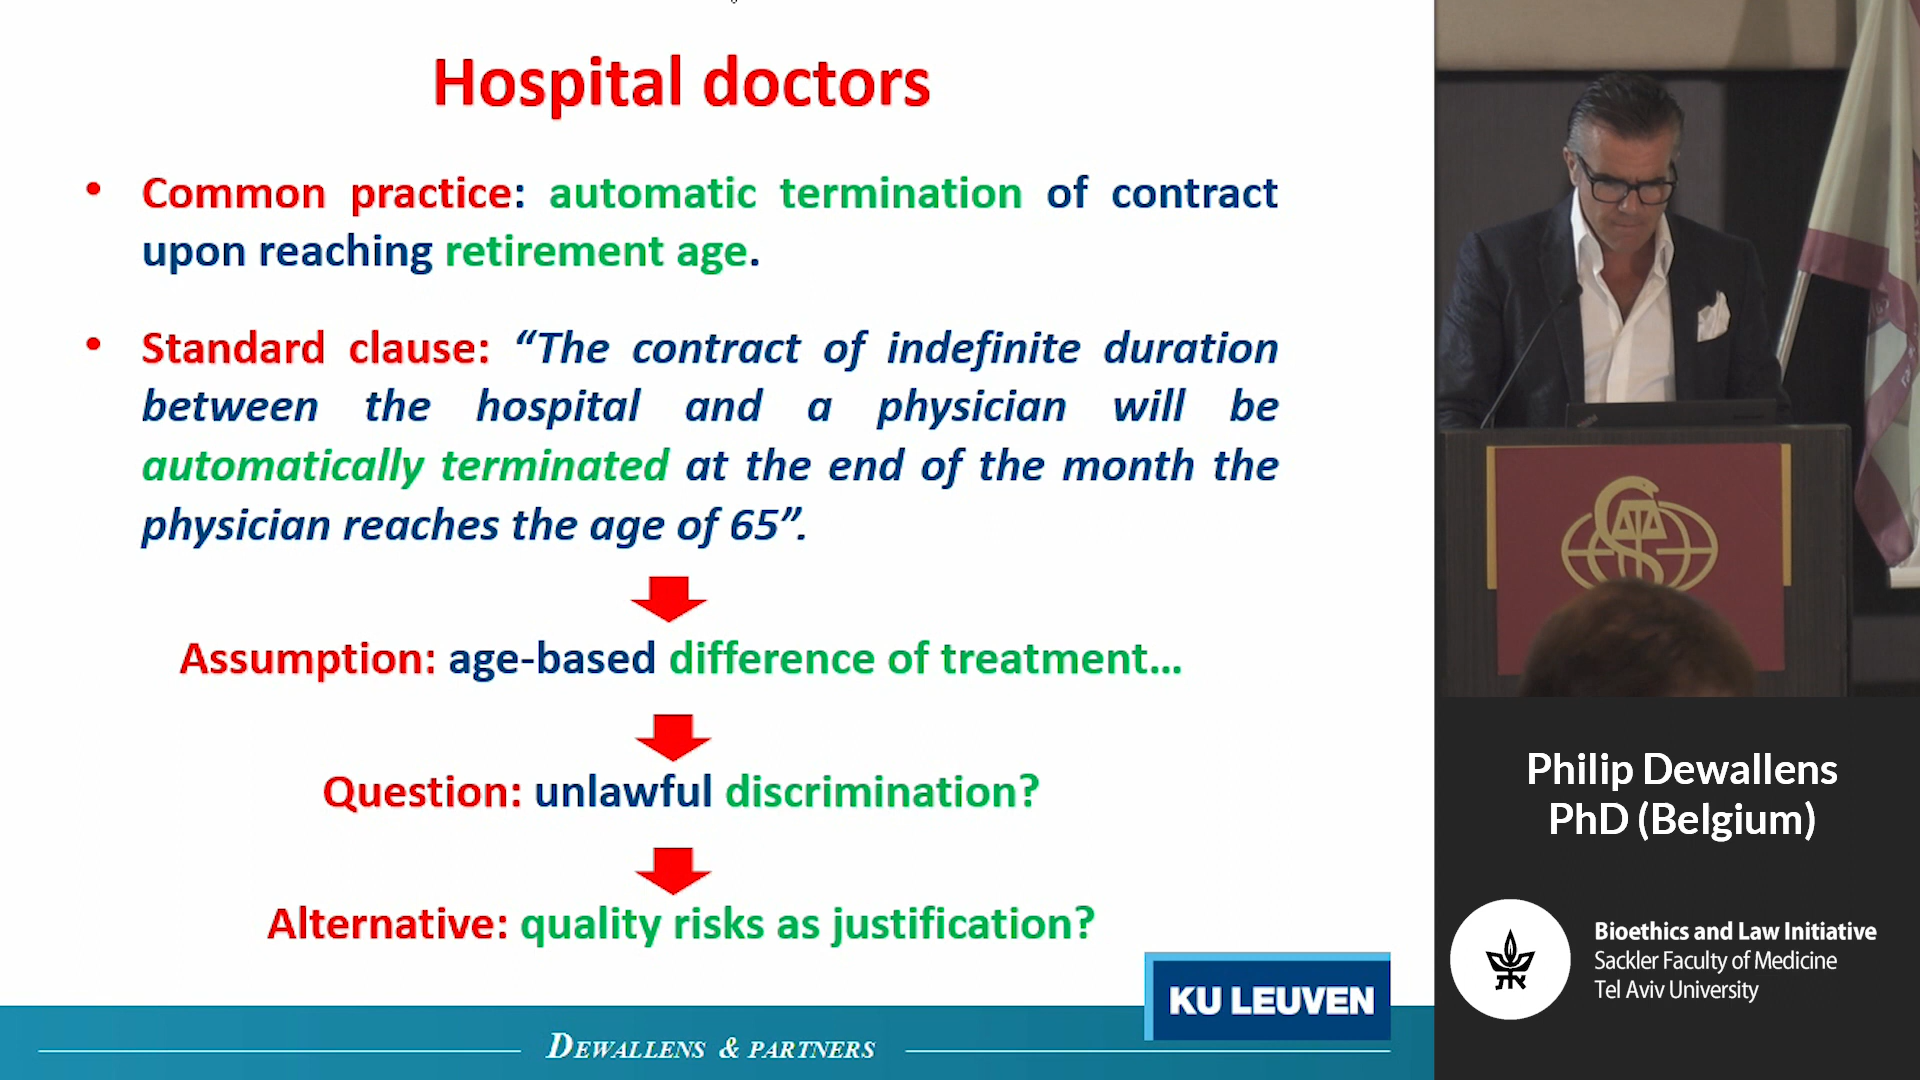 Hospital doctors
• Common practice: automatic termination of contract
upon reaching retirement age.
• Standard clause: “The contract of indefinite duration
between the hospital and a physician will be
automatically terminated at the end of the month the
physician reaches the age of 65”.
Assumption: age-based difference of treatment...
Question: unlawful discrimination?
Alternative: quality risks as justification?
KU LEUVEN
DEWALLENS & PARTNERS
Philip Dewallens
PhD (Belgium)
Bioethics and Law Initiative
Sackler Faculty of Medicine
Tel Aviv University